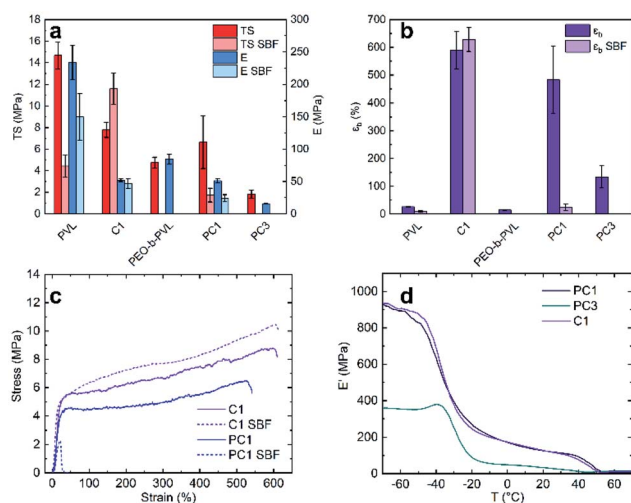 a
TS
TS SBF
E
E SBF
TS (MPa)
18
16
14
12
10
8
6
4
2
0
E (MPa)
300
250
200
150
100
50
0
PVL
C1
PEO-b-PVL
PC1
PC3
b
εb
εb SBF
εb (%)
700
600
500
400
300
200
100
0
PVL
C1
PEO-b-PVL
PC1
PC3
c
Stress (MPa)
14
12
10
8
6
4
2
0
C1
C1 SBF
PC1
PC1 SBF
0 100 200 300 400 500 600
Strain (%)
d
PC1
PC3
C1
E' (MPa)
1000
800
600
400
200
0
-60 -40 -20 0 20 40 60
T (°C)